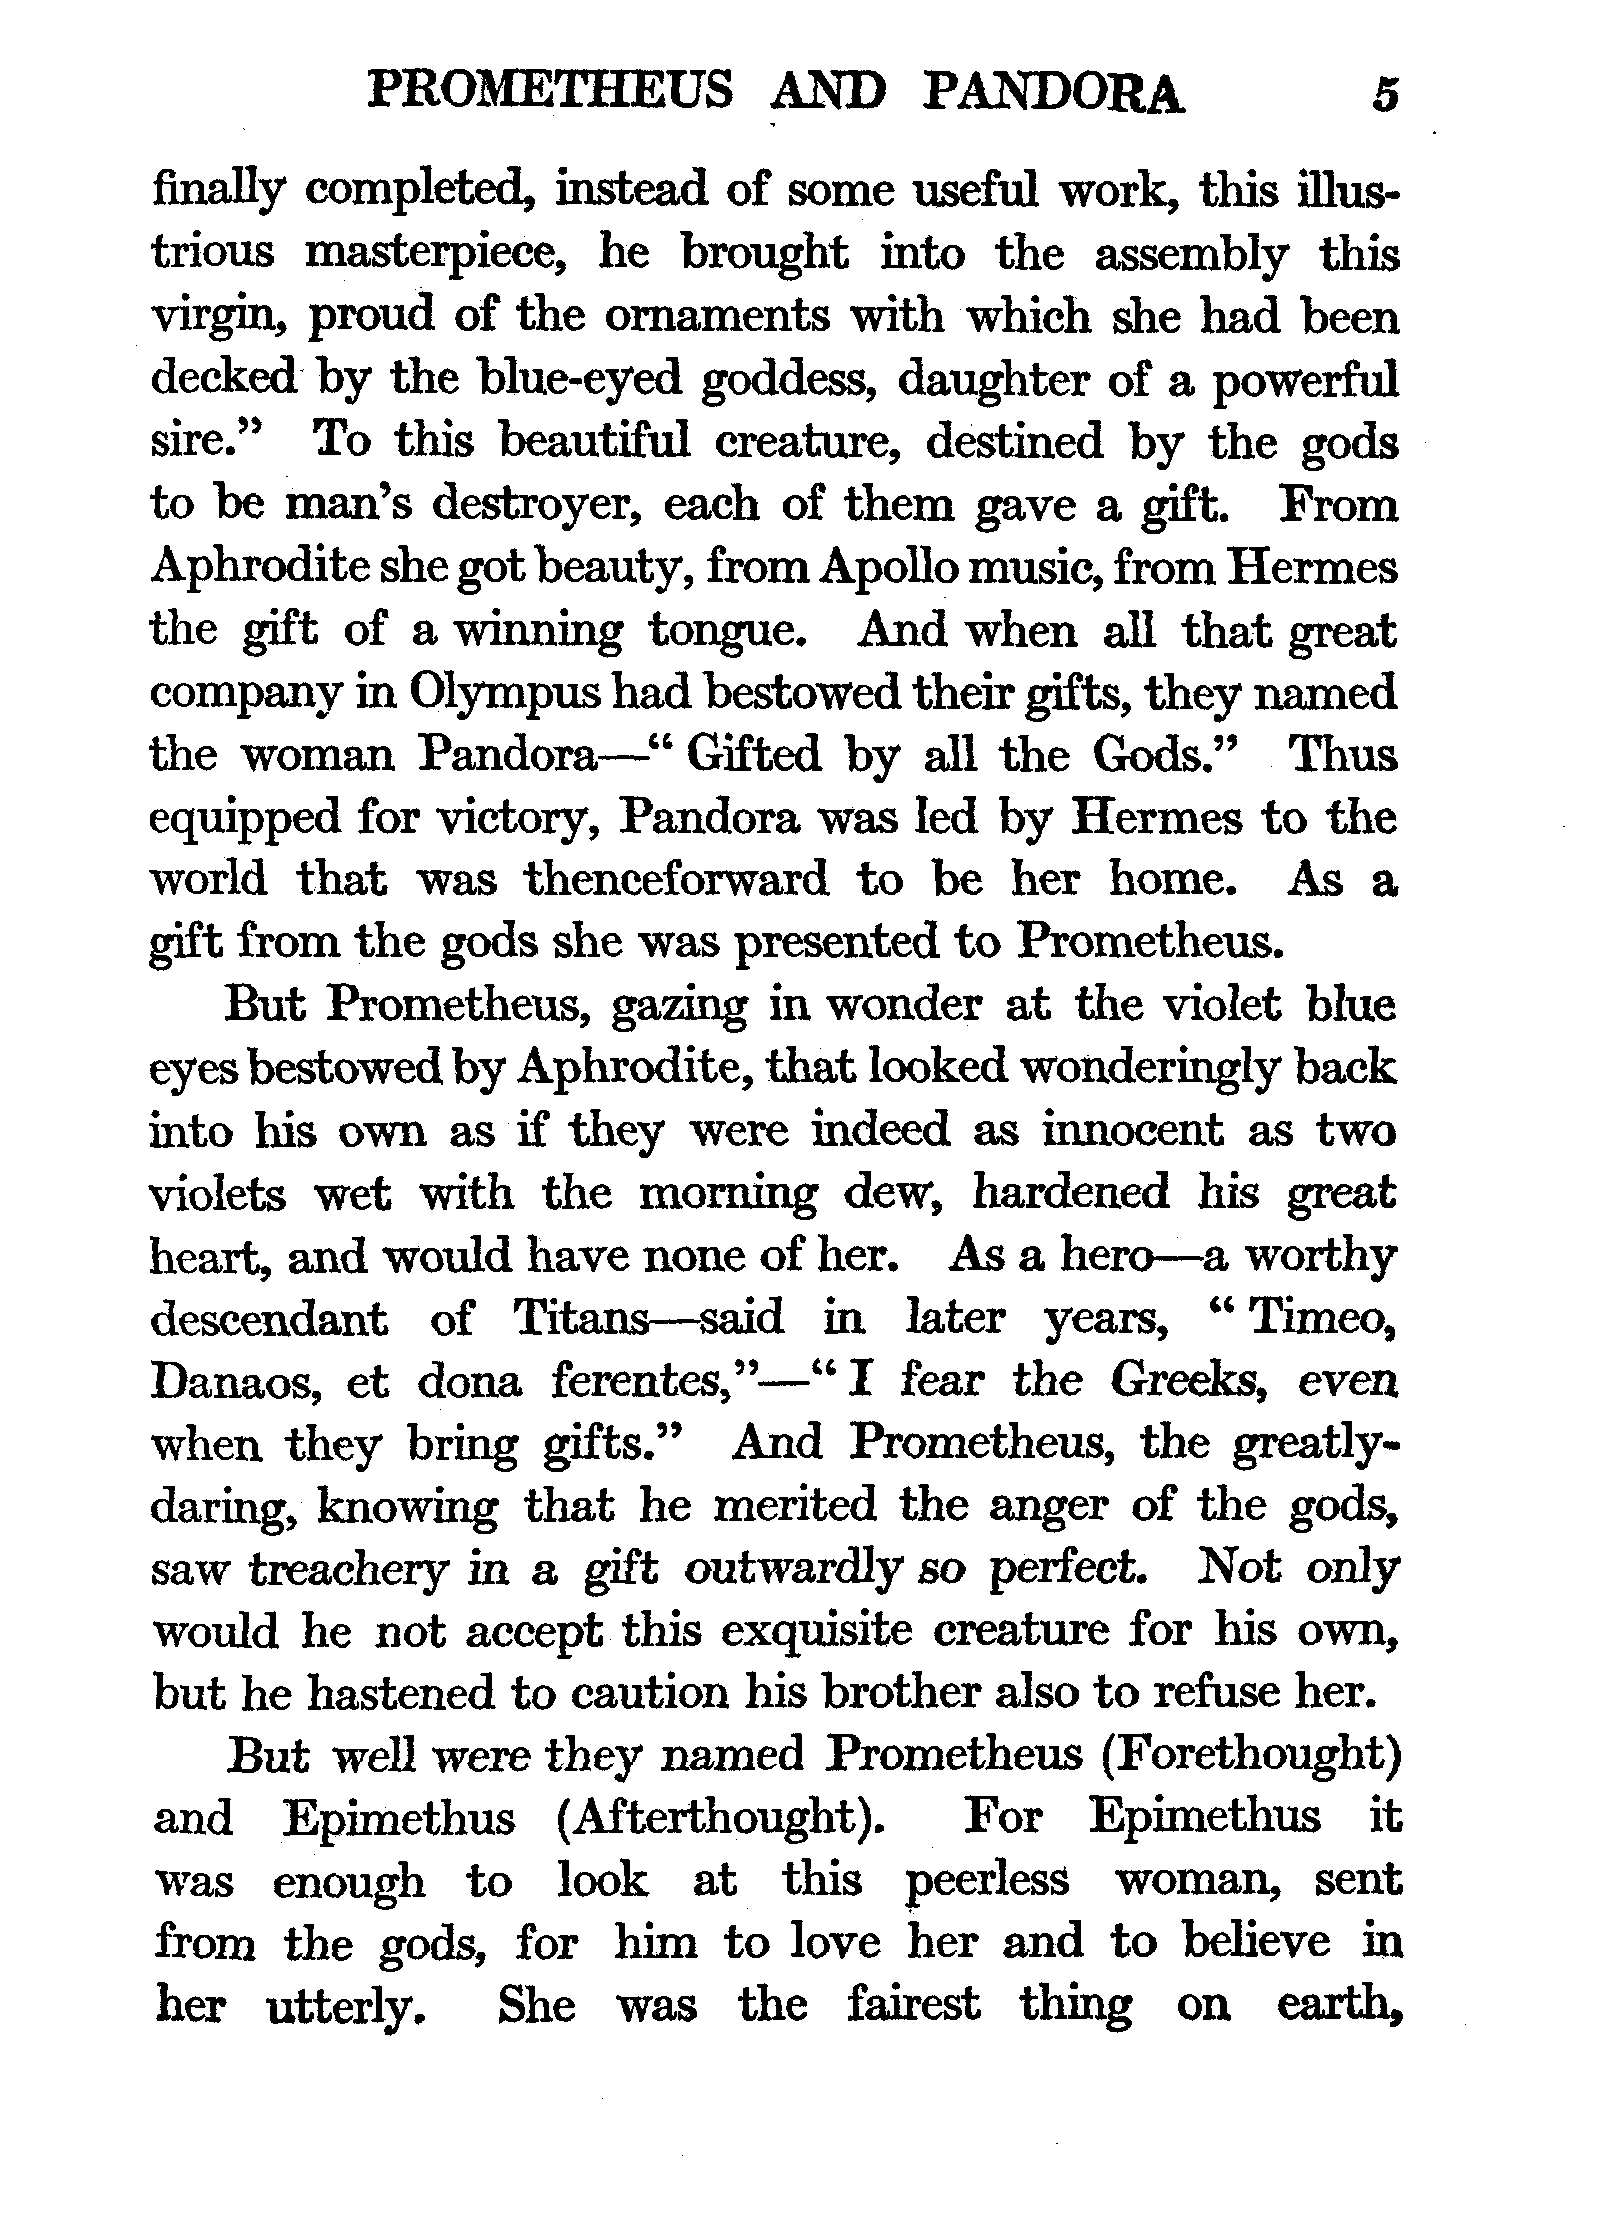 PROMETHEUS AND PANDORA 5
finally completed, instead of some useful work, this illus-
trious masterpiece, he brought into the assembly this
virgin, proud of the ornaments with which she had been
decked by the blue-eyed goddess, daughter of a powerful
sire.” To this beautiful creature, destined by the gods
to be man’s destroyer, each of them gave a gift. From
Aphrodite she got beauty, from Apollo music, from Hermes
the gift of a winning tongue. And when all that great
company in Olympus had bestowed their gifts, they named
the woman Pandora—“ Gifted by all the Gods.” Thus
equipped for victory, Pandora was led by Hermes to the
world that was thenceforward to be her home. As a
gift from the gods she was presented to Prometheus.
But Prometheus, gazing in wonder at the violet blue
eyes bestowed by Aphrodite, that looked wonderingly back
into his own as if they were indeed as innocent as two
violets wet with the morning dew, hardened his great
heart, and would have none of her. As a hero—a worthy
descendant of Titans—said in later years, “ Timeo,
Danaos, et dona ferentes,”—“ I fear the Greeks, even
when they bring gifts.” And Prometheus, the greatly-
daring, knowing that he merited the anger of the gods,
saw treachery in a gift outwardly so perfect. Not only
would he not accept this exquisite creature for his own,
but he hastened to caution his brother also to refuse her.
But well were they named Prometheus (Forethought)
and Epimethus (Afterthought). For Epimethus it
was enough to look at this peerless woman, sent
from the gods, for him to love her and to believe in
her utterly. She was the fairest thing on earth,